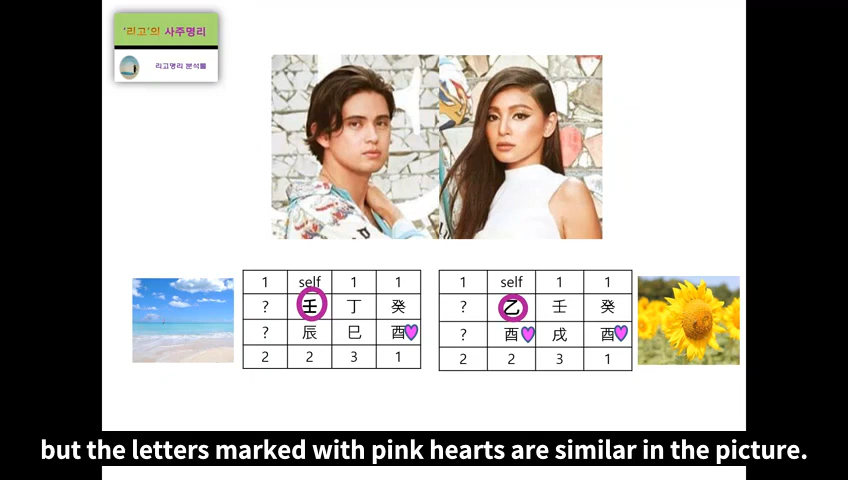 '리고'의 사주명리
리고명리 분석틀
1 self 1 1
? 壬 丁 癸
? 辰 巳 酉
2 2 3 1
1 self 1 1
? 乙 壬 癸
? 酉 戌 酉
2 2 3 1
but the letters marked with pink hearts are similar in the picture.